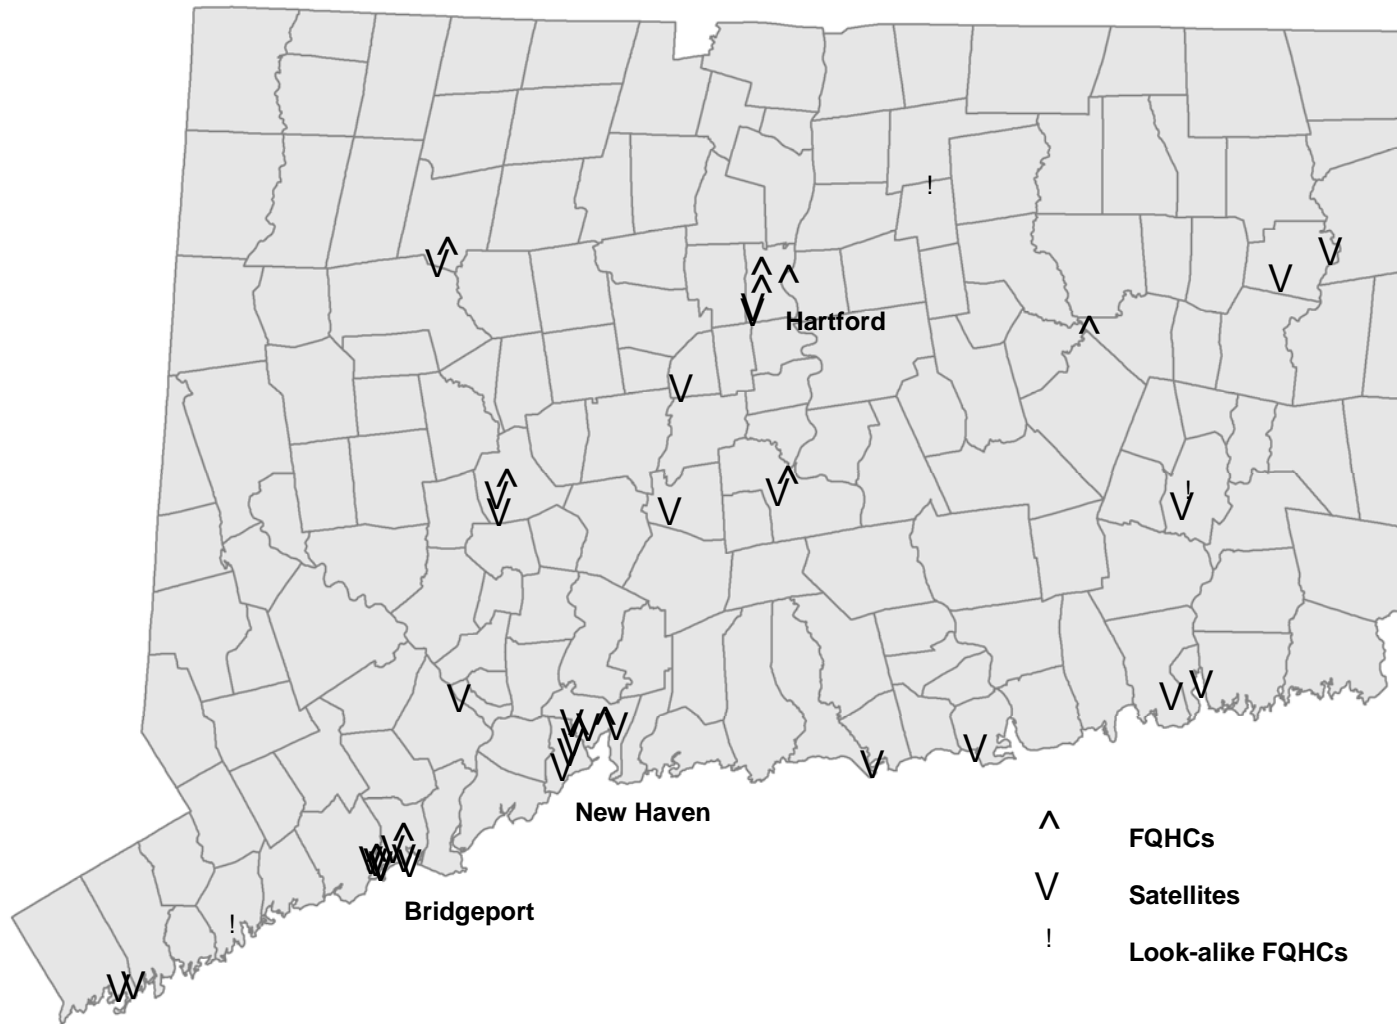 Hartford
New Haven
Bridgeport
^ FQHCs
V Satellites
! Look-alike FQHCs